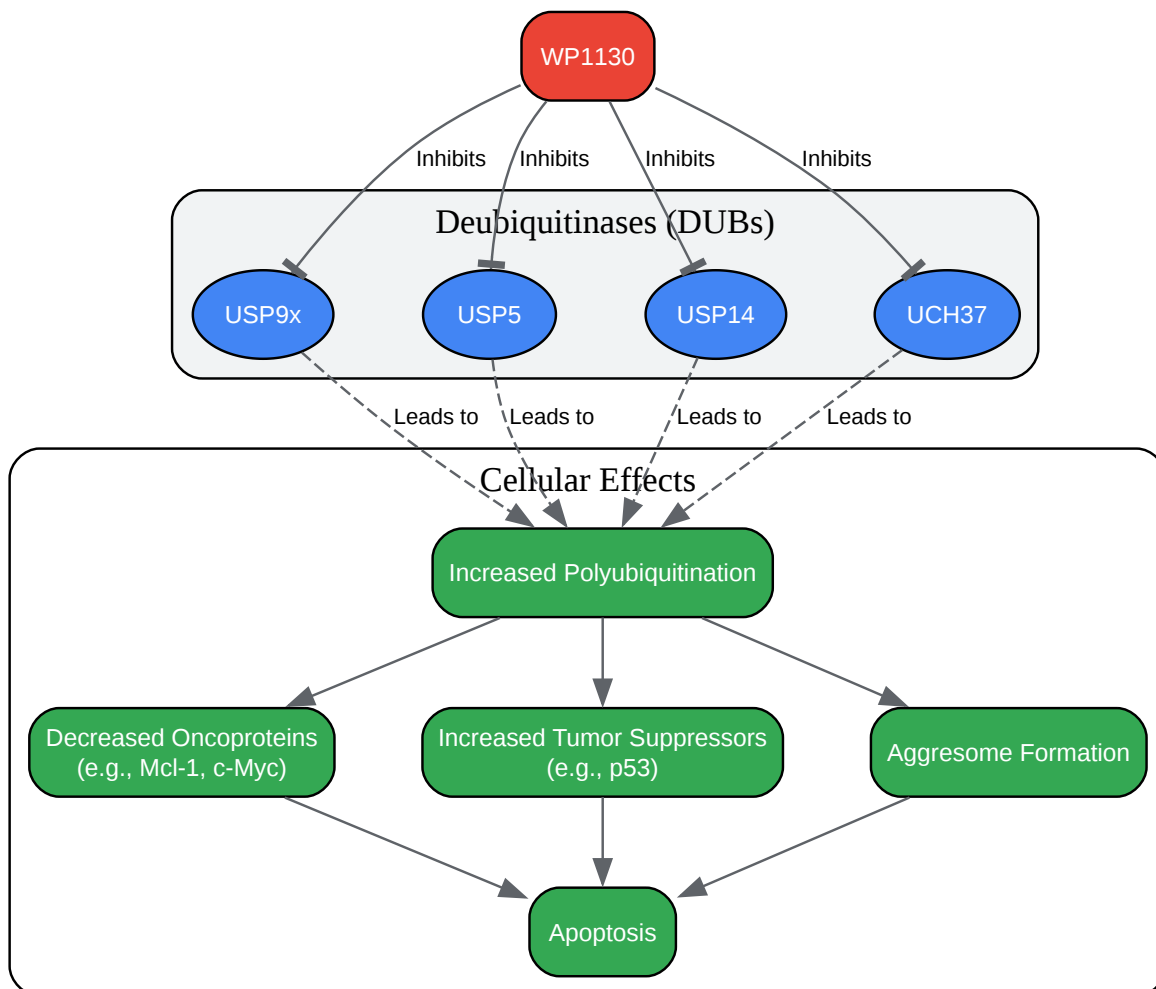 WP1130
Inhibits
Inhibits
Inhibits
Inhibits
Deubiquitinases (DUBs)
USP9x
USP5
USP14
UCH37
Leads to
Leads to
Leads to
Leads to
Cellular Effects
Increased Polyubiquitination
Decreased Oncoproteins
(e.g., Mcl-1, c-Myc)
Increased Tumor Suppressors
(e.g., p53)
Aggresome Formation
Apoptosis